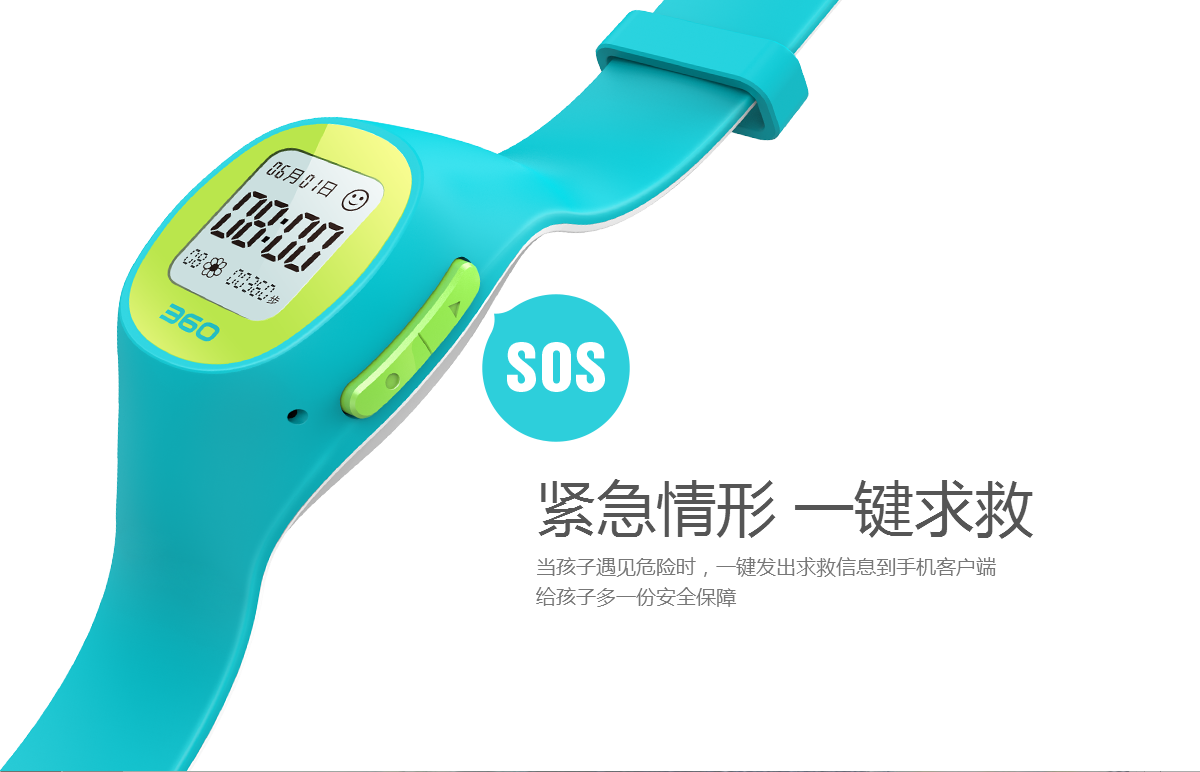 06月01日
08:00
08 00360步
360
SOS
紧急情形 一键求救
当孩子遇见危险时，一键发出求救信息到手机客户端
给孩子多一份安全保障